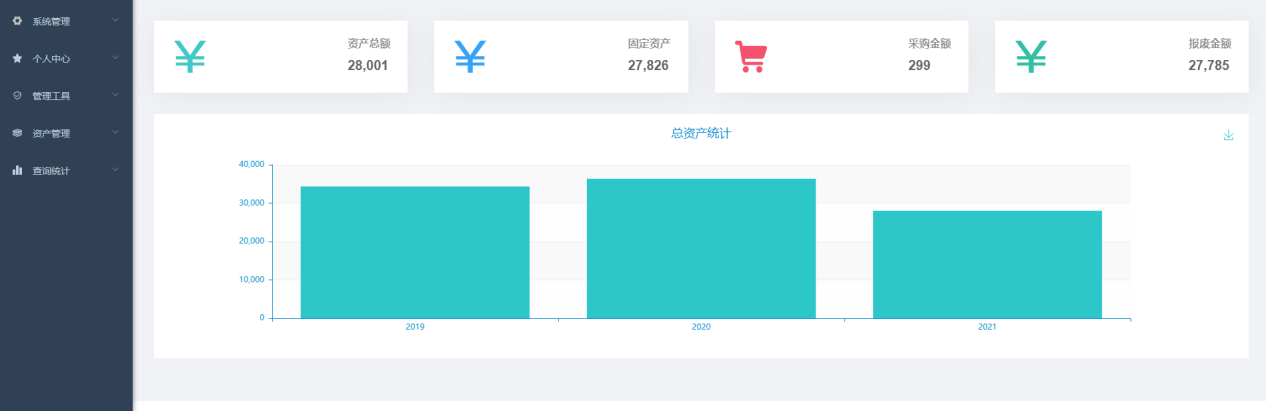 系统管理
个人中心
管理工具
资产管理
查询统计
资产总额
28,001
固定资产
27,826
采购金额
299
报废金额
27,785
总资产统计
40,000
30,000
20,000
10,000
0
2019
2020
2021